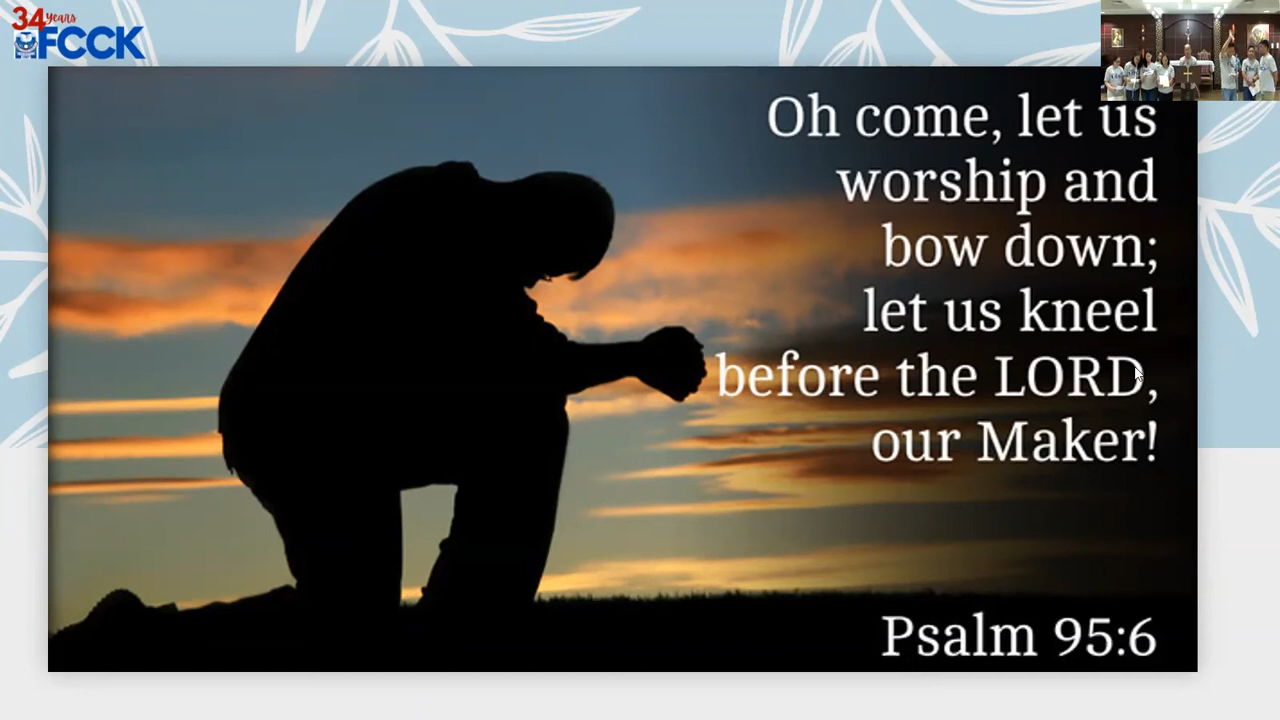 34 Years
FCCK
Oh come, let us
worship and
bow down;
let us kneel
before the LORD,
our Maker!
Psalm 95:6